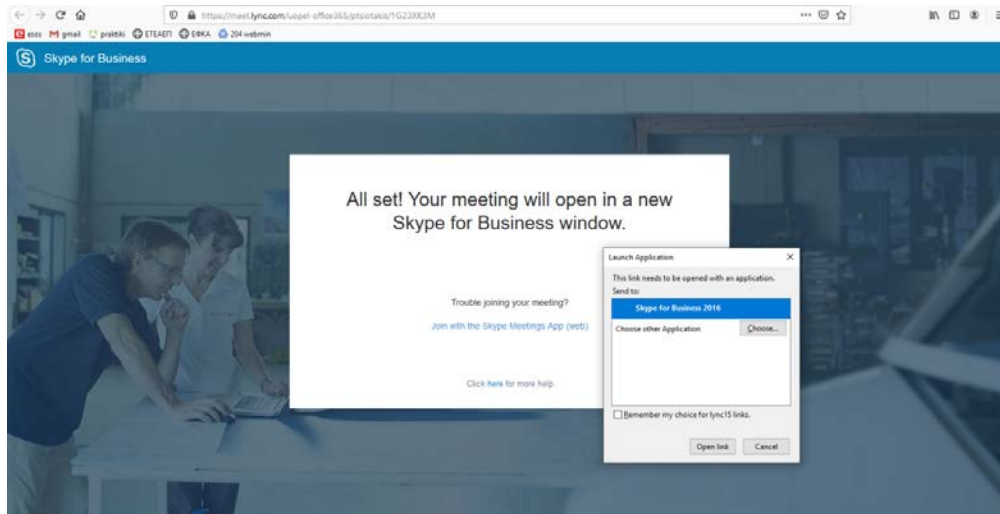 https://meet.lync.com/uopel-office365/ptsiotakis/1G23XK3M
esos M gmail praktiki ΕΤΕΑΕΠ ΕΦΚΑ 204 webmin
S Skype for Business
All set! Your meeting will open in a new
Skype for Business window.
Trouble joining your meeting?
Join with the Skype Meetings App (web)
Click here for more help.
Launch Application
This link needs to be opened with an application.
Send to:
Skype for Business 2016
Choose other Application
Choose...
Remember my choice for lync15 links.
Open link Cancel